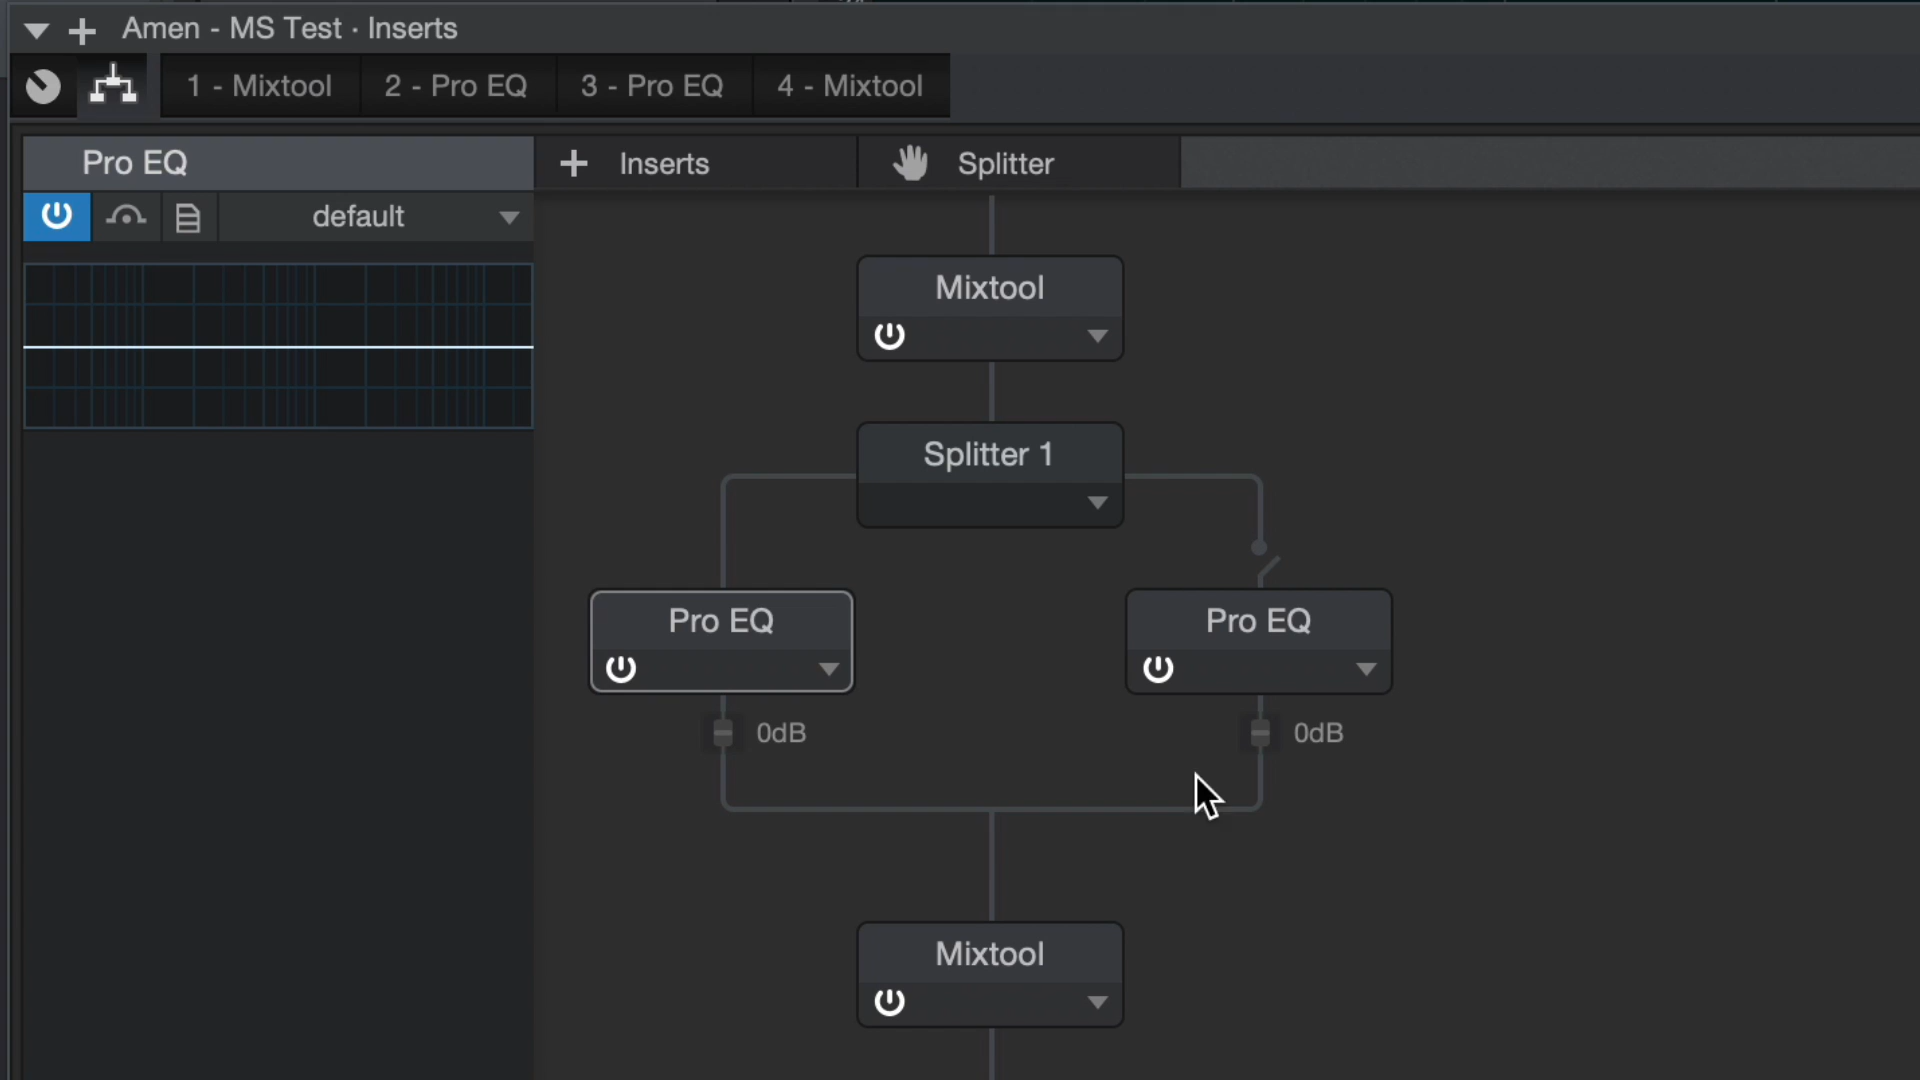 Amen - MS Test · Inserts
1 - Mixtool 2 - Pro EQ 3 - Pro EQ 4 - Mixtool
Pro EQ Inserts Splitter
default
Mixtool
Splitter 1
Pro EQ Pro EQ
0dB 0dB
Mixtool